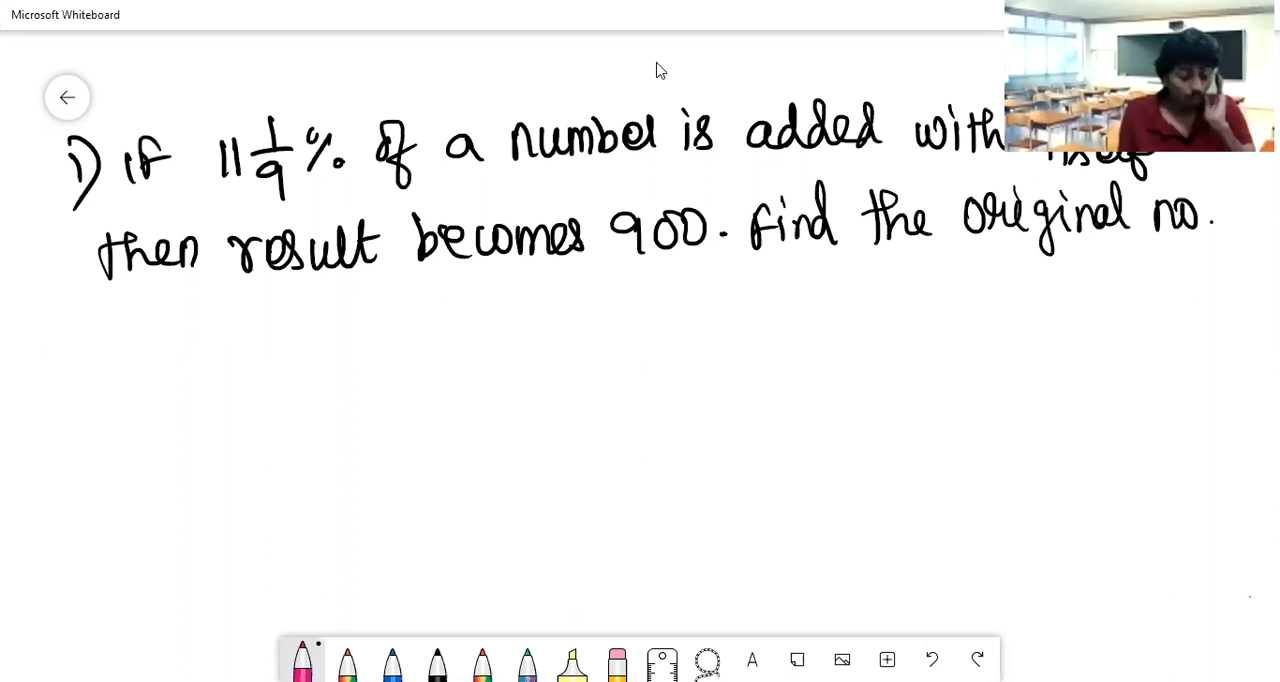 Microsoft Whiteboard
1) If 11 1/9 % of a number is added with itself
then result becomes 900. Find the original no.
A